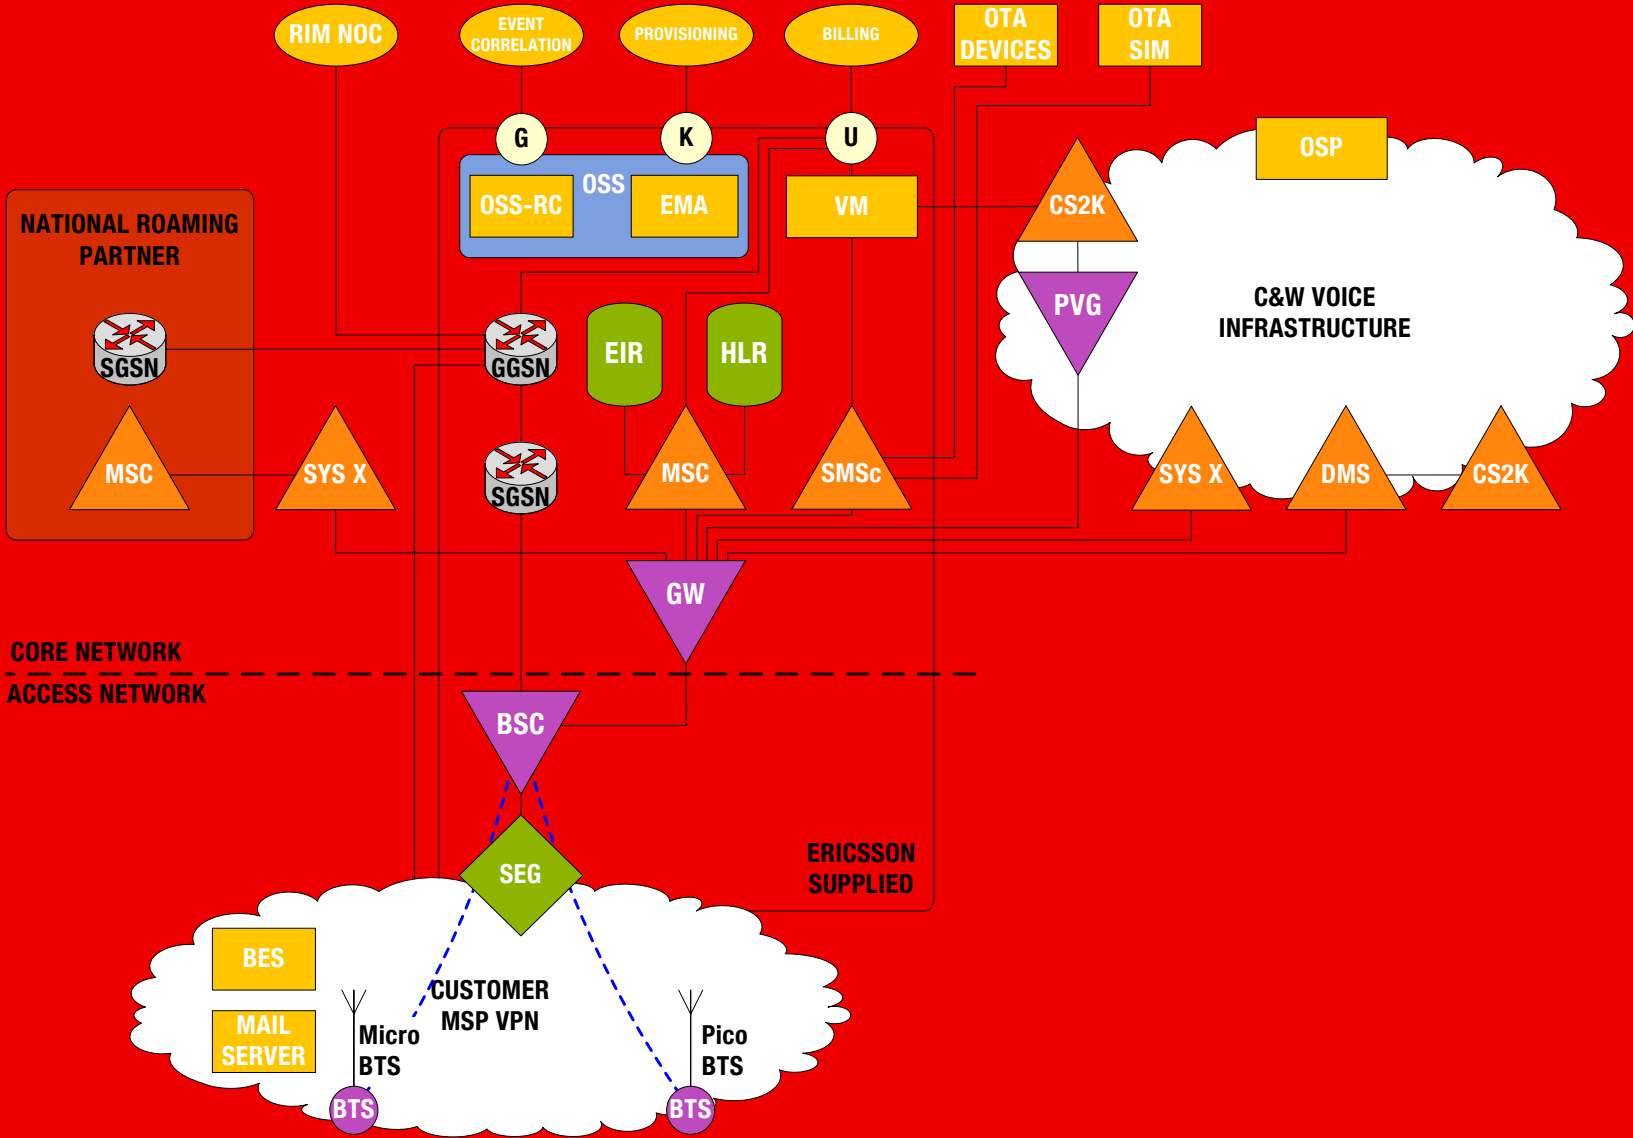 RIM NOC
EVENT
CORRELATION
PROVISIONING
BILLING
OTA
DEVICES
OTA
SIM
G
K
U
OSP
OSS
OSS-RC
EMA
VM
CS2K
NATIONAL ROAMING
PARTNER
PVG
C&W VOICE
INFRASTRUCTURE
SGSN
GGSN
EIR
HLR
MSC
SYS X
SGSN
MSC
SMSc
SYS X
DMS
CS2K
GW
CORE NETWORK
ACCESS NETWORK
BSC
SEG
ERICSSON
SUPPLIED
BES
CUSTOMER
MSP VPN
MAIL
SERVER
Micro
BTS
Pico
BTS
BTS
BTS